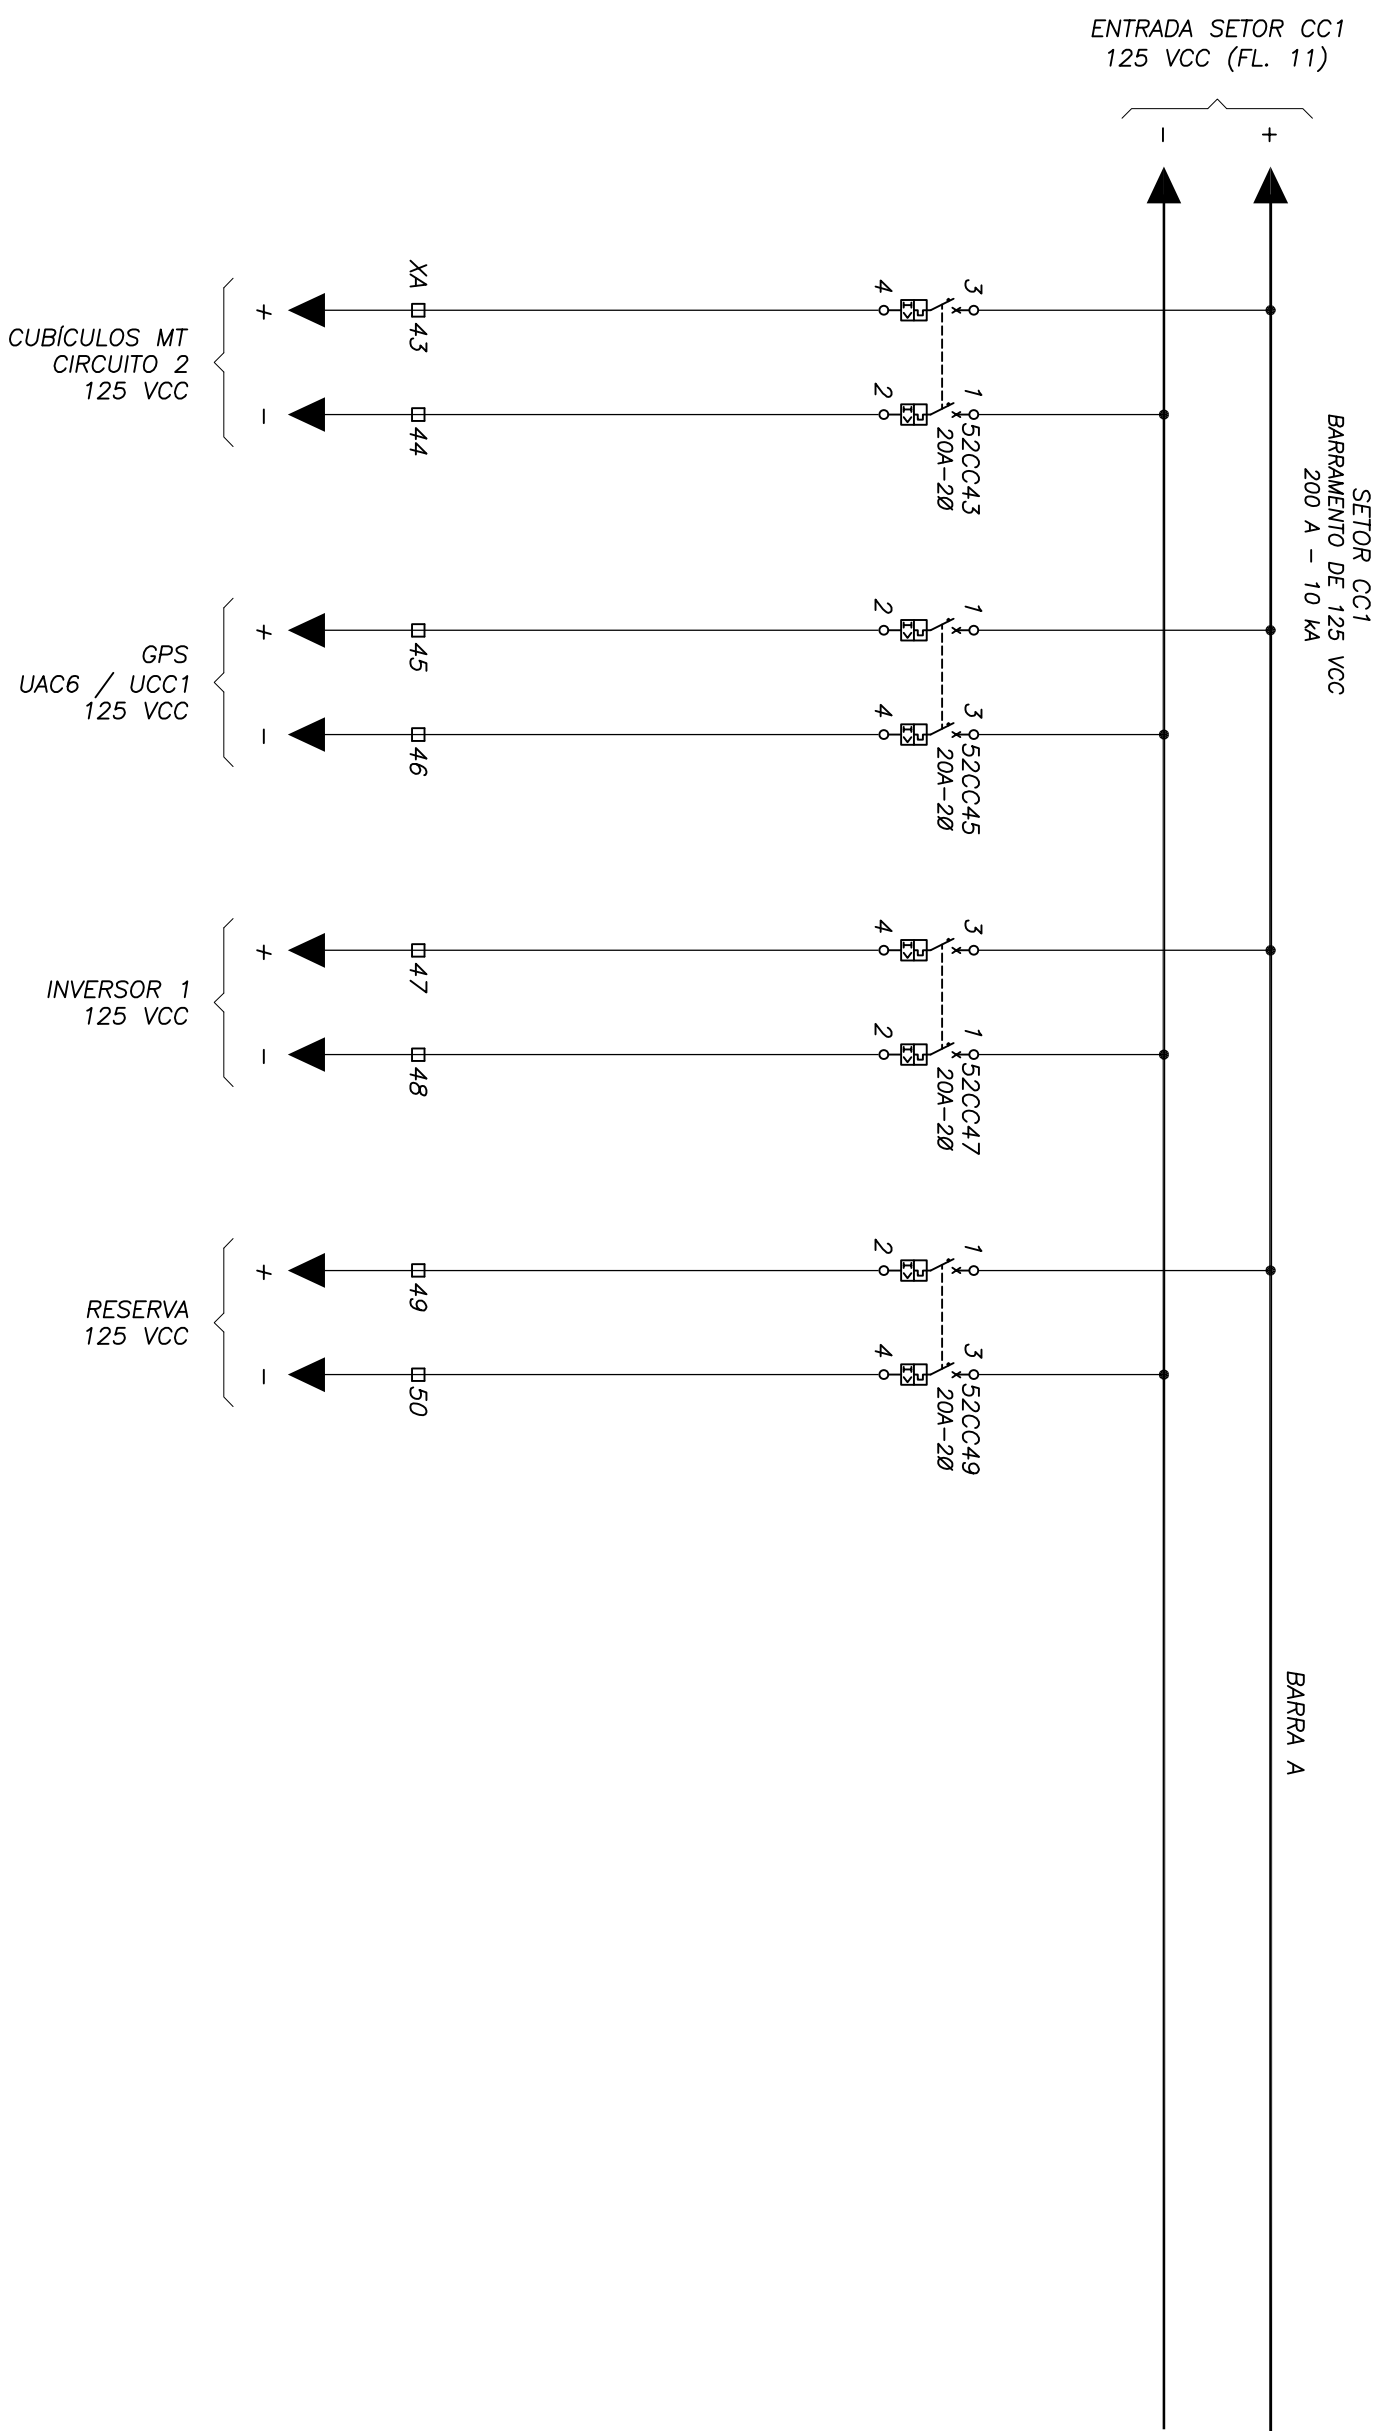 ENTRADA SETOR CC1
125 VCC (FL. 11)
- +
SETOR CC1
BARRAMENTO DE 125 VCC
200 A - 10 kA
BARRA A
3
4
1
2
52CC43
20A-2Ø
XA
43
44
+
-
CUBÍCULOS MT
CIRCUITO 2
125 VCC
1
2
3
4
52CC45
20A-2Ø
45
46
+
-
GPS
UAC6 / UCC1
125 VCC
3
4
1
2
52CC47
20A-2Ø
47
48
+
-
INVERSOR 1
125 VCC
1
2
3
4
52CC49
20A-2Ø
49
50
+
-
RESERVA
125 VCC